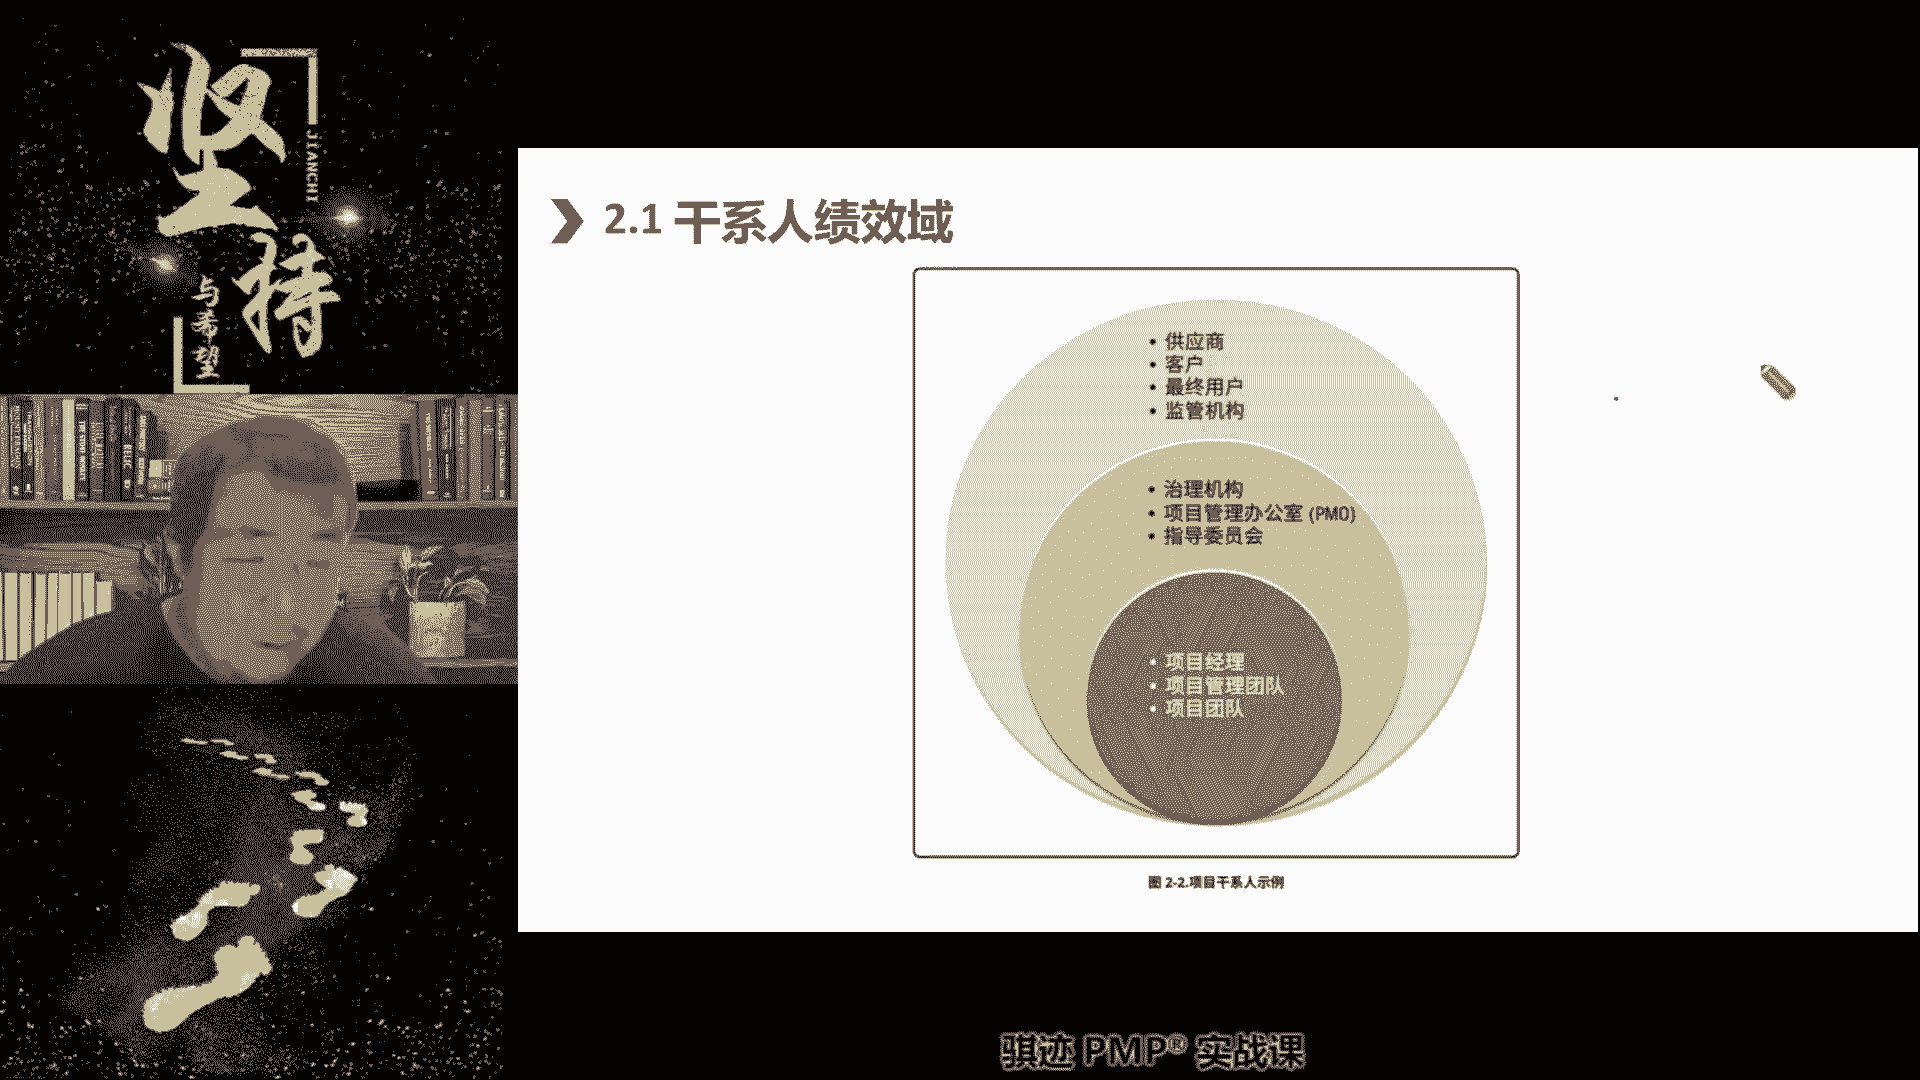 坚
持
JIANCHI
与希望
2.1 干系人绩效域
• 供应商
• 客户
• 最终用户
• 监管机构
• 治理机构
• 项目管理办公室 (PMO)
• 指导委员会
• 项目经理
• 项目管理团队
• 项目团队
图 2-2.项目干系人示例
骐迹 PMP® 实战课